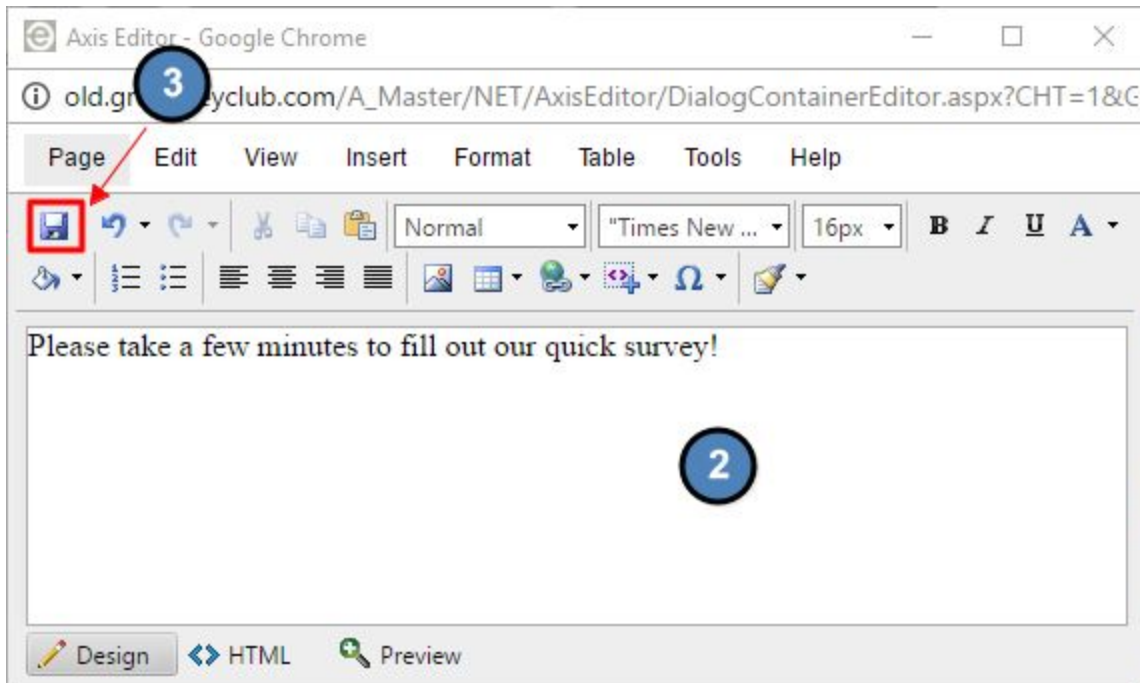 Axis Editor - Google Chrome
3
old.gr yclub.com/A_Master/NET/AxisEditor/DialogContainerEditor.aspx?CHT=1&G
Page Edit View Insert Format Table Tools Help
Normal "Times New ... 16px B I U A
Ω
Please take a few minutes to fill out our quick survey!
2
Design HTML Preview